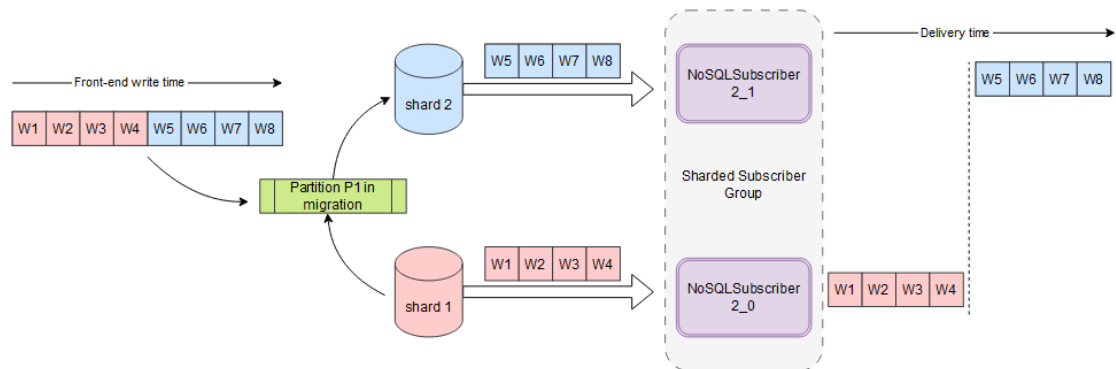 Front-end write time
W1 W2 W3 W4 W5 W6 W7 W8
Partition P1 in
migration
shard 2
W5 W6 W7 W8
shard 1
W1 W2 W3 W4
NoSQLSubscriber
2_1
Sharded Subscriber
Group
NoSQLSubscriber
2_0
Delivery time
W5 W6 W7 W8
W1 W2 W3 W4